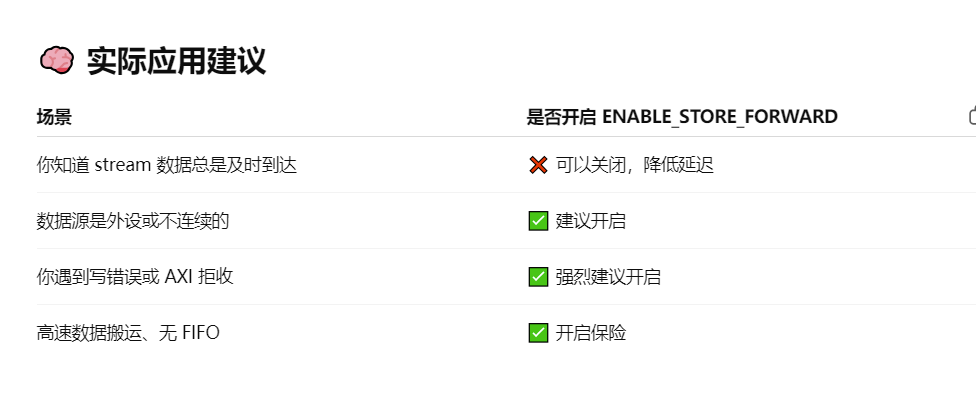 🧠 实际应用建议
场景 是否开启 ENABLE_STORE_FORWARD
你知道 stream 数据总是及时到达 ❌ 可以关闭，降低延迟
数据源是外设或不连续的 ✅ 建议开启
你遇到写错误或 AXI 拒收 ✅ 强烈建议开启
高速数据搬运、无 FIFO ✅ 开启保险